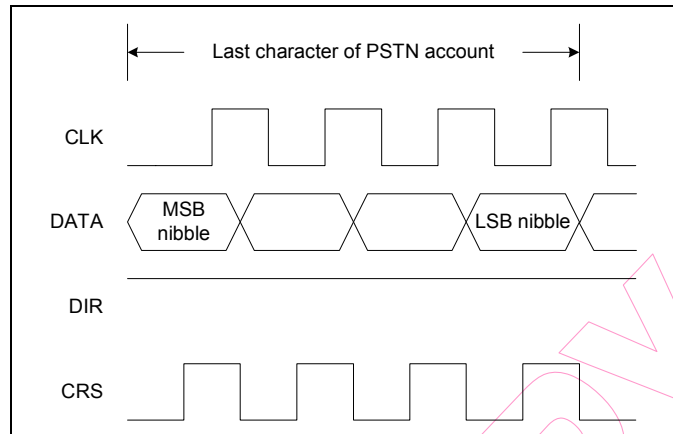 Last character of PSTN account
CLK
DATA
MSB
nibble
LSB nibble
DIR
CRS